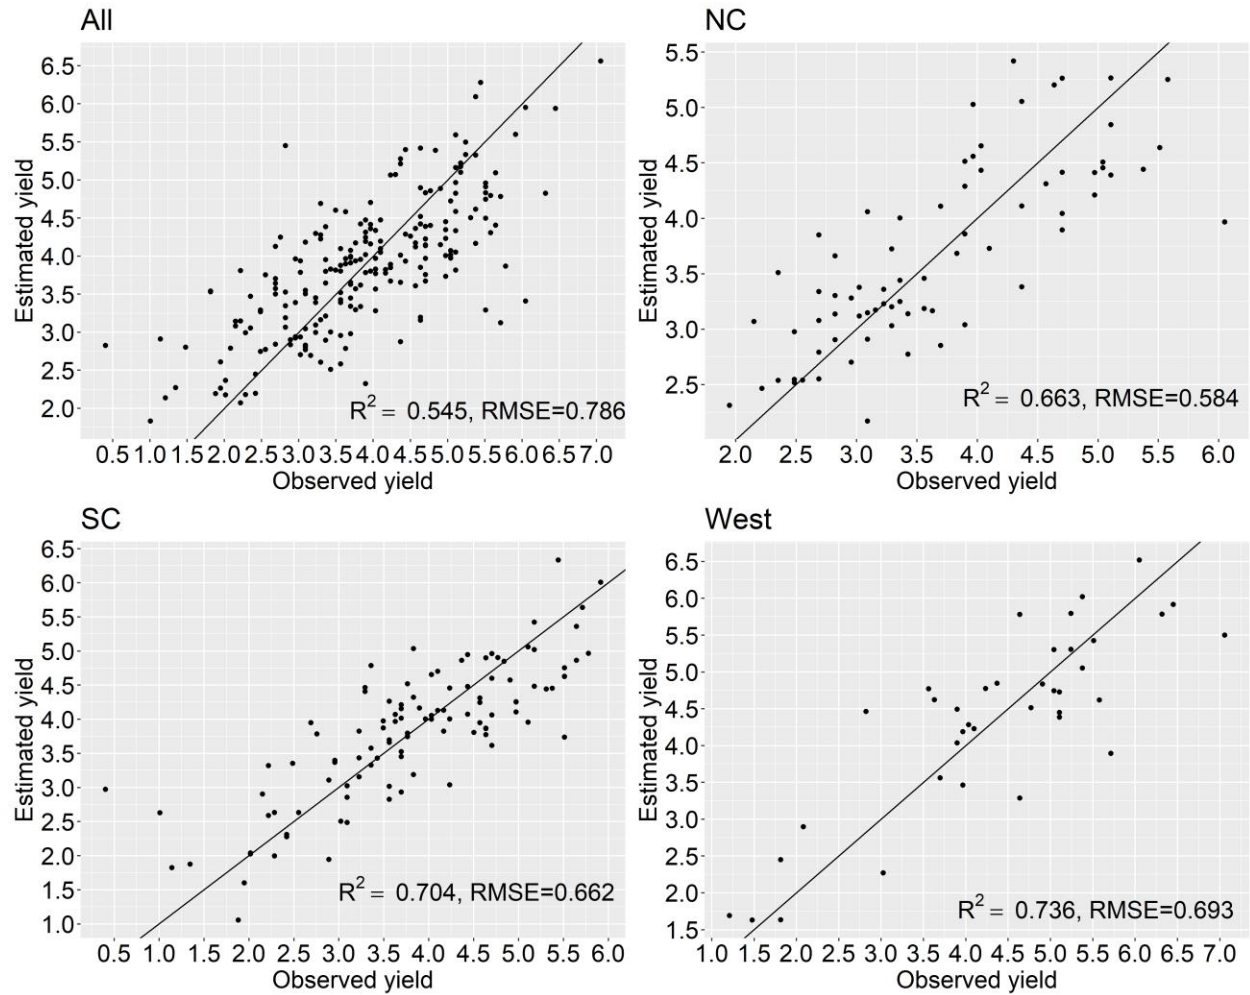 All
Estimated yield
6.5
6.0
5.5
5.0
4.5
4.0
3.5
3.0
2.5
2.0
R² = 0.545, RMSE=0.786
0.5 1.0 1.5 2.0 2.5 3.0 3.5 4.0 4.5 5.0 5.5 6.0 6.5 7.0
Observed yield
NC
Estimated yield
5.5
5.0
4.5
4.0
3.5
3.0
2.5
R² = 0.663, RMSE=0.584
2.0 2.5 3.0 3.5 4.0 4.5 5.0 5.5 6.0
Observed yield
SC
Estimated yield
6.5
6.0
5.5
5.0
4.5
4.0
3.5
3.0
2.5
2.0
1.5
1.0
R² = 0.704, RMSE=0.662
0.5 1.0 1.5 2.0 2.5 3.0 3.5 4.0 4.5 5.0 5.5 6.0
Observed yield
West
Estimated yield
6.5
6.0
5.5
5.0
4.5
4.0
3.5
3.0
2.5
2.0
1.5
R² = 0.736, RMSE=0.693
1.0 1.5 2.0 2.5 3.0 3.5 4.0 4.5 5.0 5.5 6.0 6.5 7.0
Observed yield